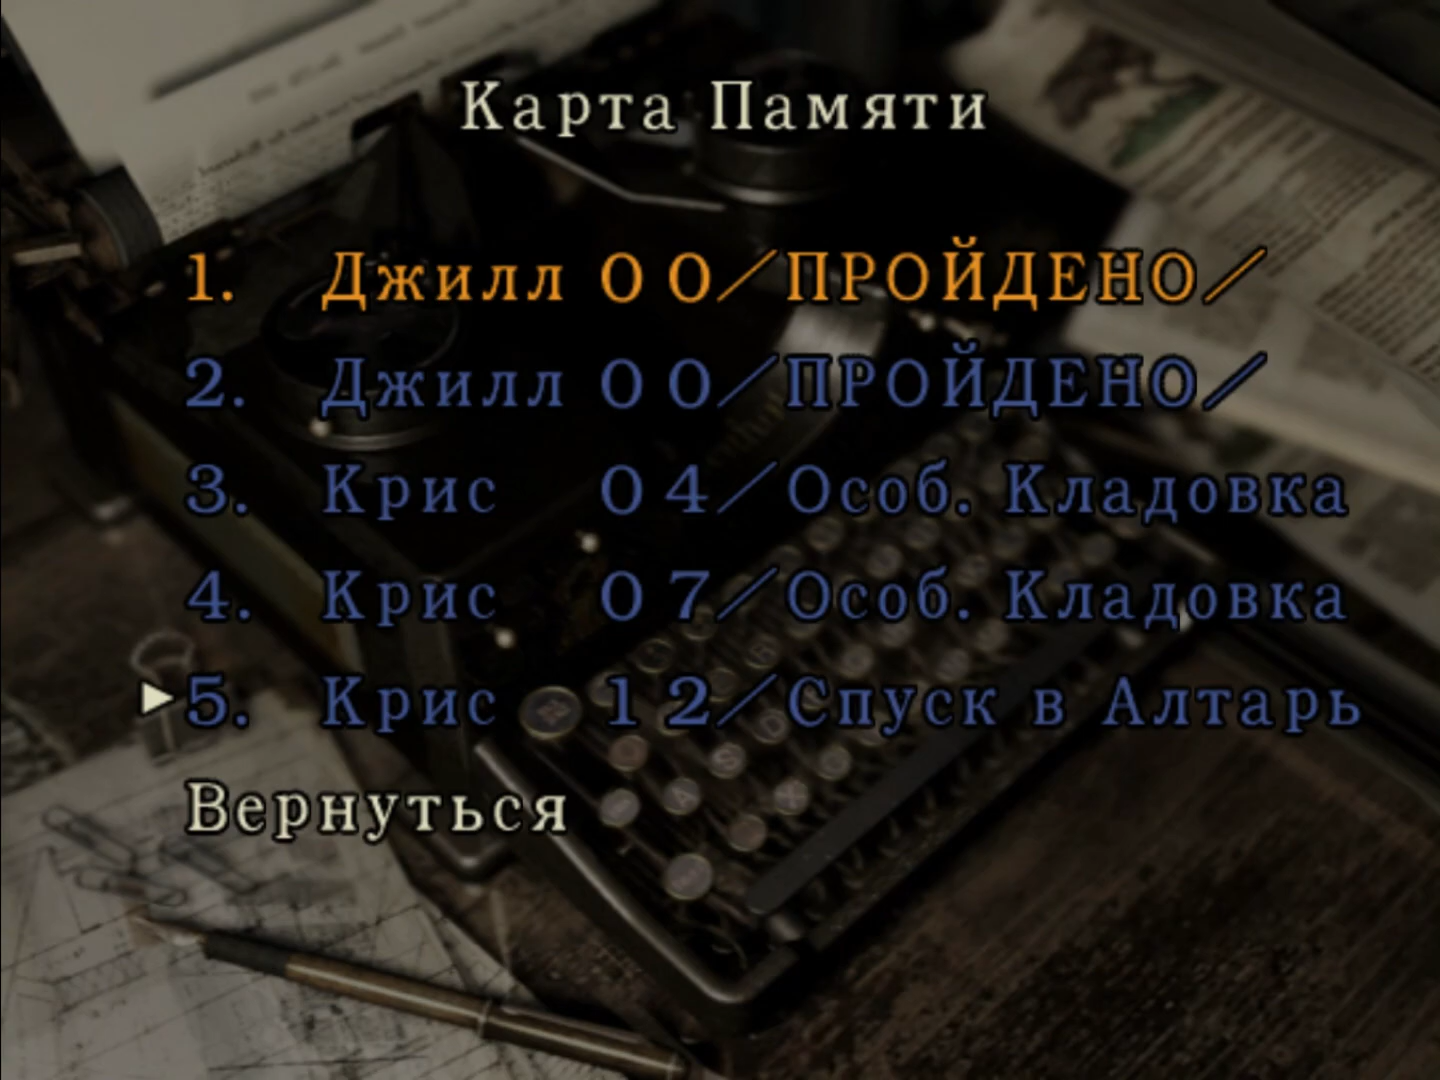 Карта Памяти
1. Джилл 00／ПРОЙДЕНО／
2. Джилл 00／ПРОЙДЕНО／
3. Крис 04／Особ. Кладовка
4. Крис 07／Особ. Кладовка
5. Крис 12／Спуск в Алтарь
Вернуться